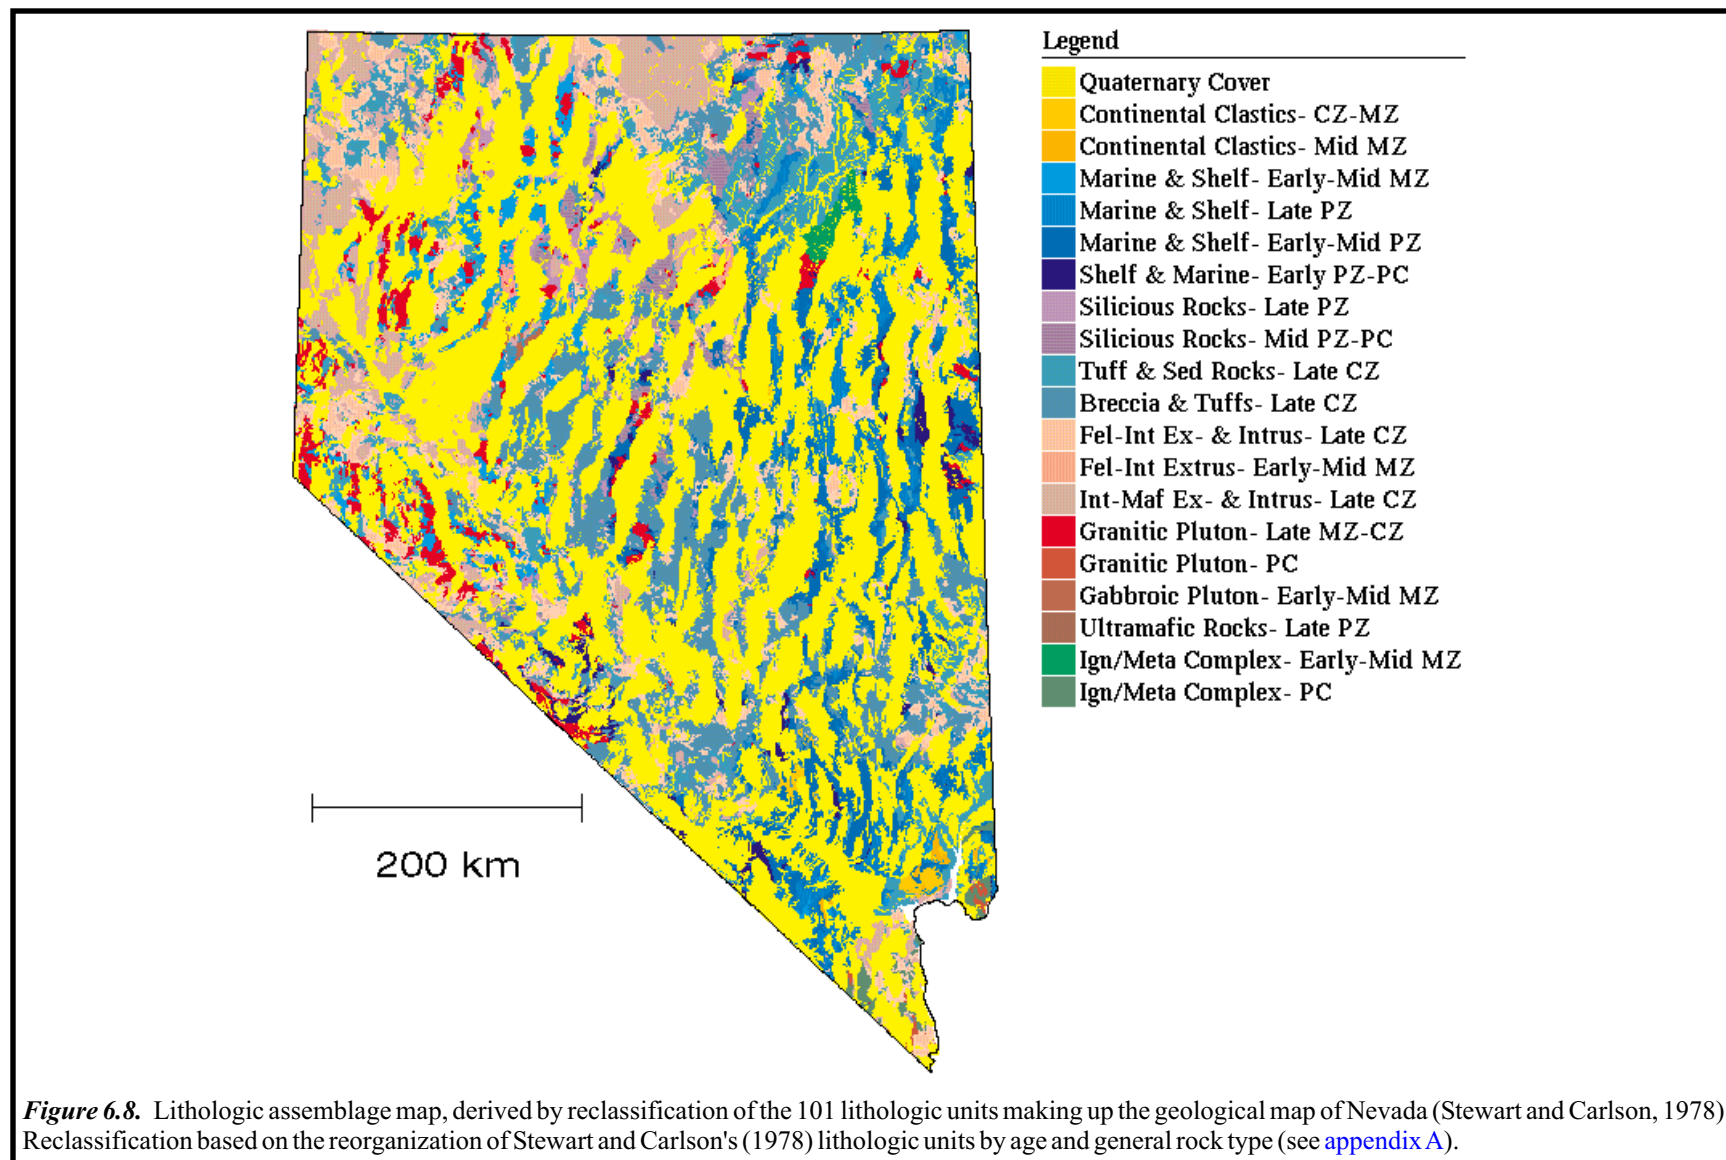 Legend
Quaternary Cover
Continental Clastics- CZ-MZ
Continental Clastics- Mid MZ
Marine & Shelf- Early-Mid MZ
Marine & Shelf- Late PZ
Marine & Shelf- Early-Mid PZ
Shelf & Marine- Early PZ-PC
Silicious Rocks- Late PZ
Silicious Rocks- Mid PZ-PC
Tuff & Sed Rocks- Late CZ
Breccia & Tuffs- Late CZ
Fel-Int Ex- & Intrus- Late CZ
Fel-Int Extrus- Early-Mid MZ
Int-Maf Ex- & Intrus- Late CZ
Granitic Pluton- Late MZ-CZ
Granitic Pluton- PC
Gabbroic Pluton- Early-Mid MZ
Ultramafic Rocks- Late PZ
Ign/Meta Complex- Early-Mid MZ
Ign/Meta Complex- PC
200 km
Figure 6.8. Lithologic assemblage map, derived by reclassification of the 101 lithologic units making up the geological map of Nevada (Stewart and Carlson, 1978)
Reclassification based on the reorganization of Stewart and Carlson's (1978) lithologic units by age and general rock type (see appendix A).